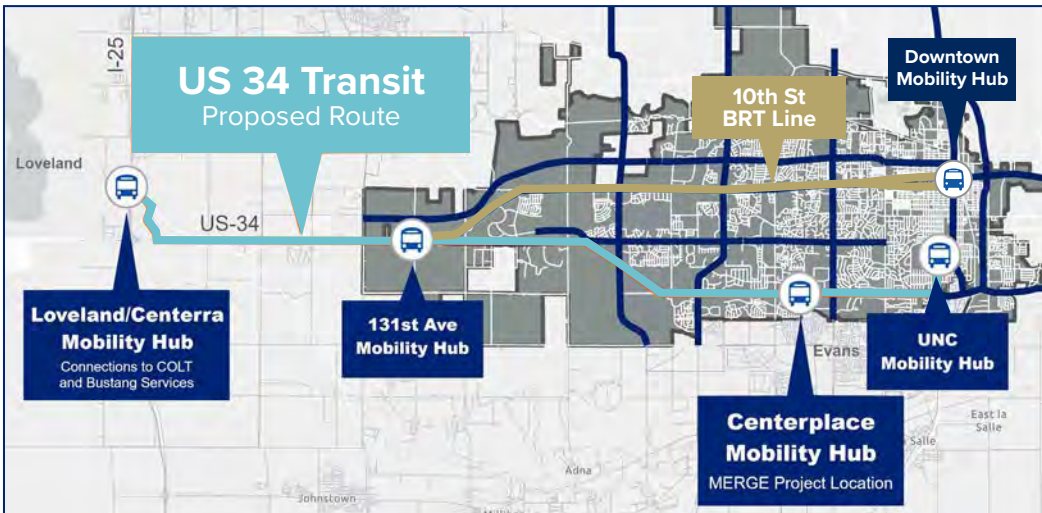 I-25
US 34 Transit
Proposed Route
10th St
BRT Line
Downtown
Mobility Hub
Loveland
US-34
Loveland/Centerra
Mobility Hub
Connections to COLT
and Bustang Services
131st Ave
Mobility Hub
Evans
UNC
Mobility Hub
Centerplace
Mobility Hub
MERGE Project Location
East la
Salle
Salle
Adna
Johnstown